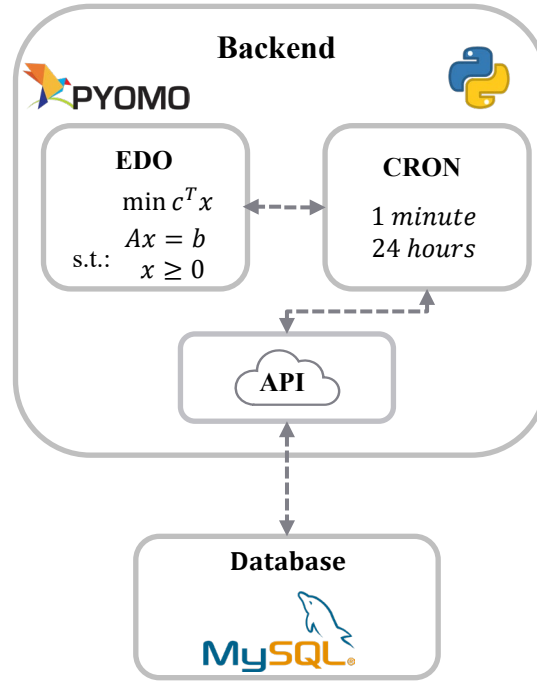 Backend
PYOMO
EDO
min c^T x
Ax = b
s.t.:
x ≥ 0
CRON
1 minute
24 hours
API
Database
MySQL®